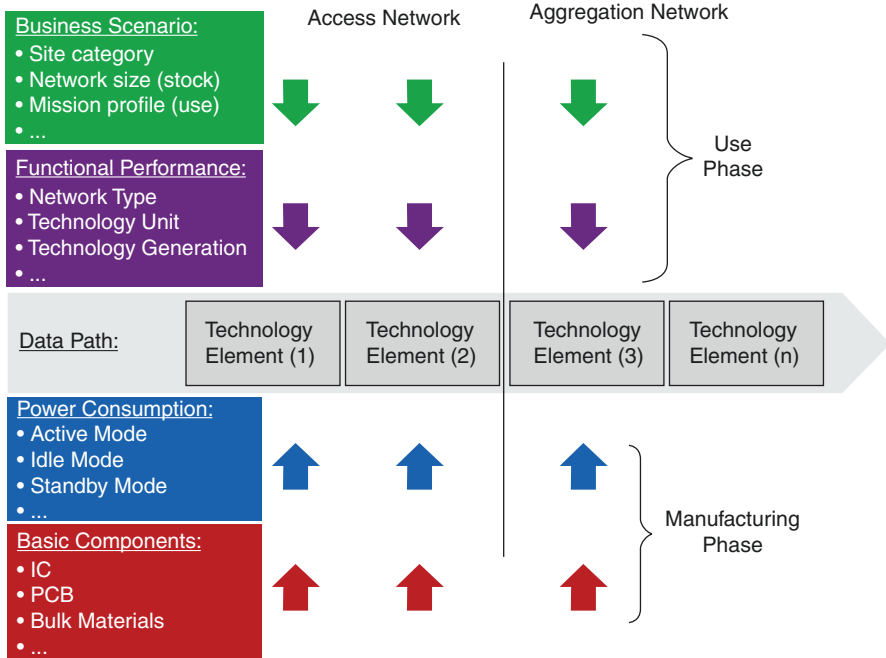 Access Network
Aggregation Network
Business Scenario:
• Site category
• Network size (stock)
• Mission profile (use)
• ...
Functional Performance:
• Network Type
• Technology Unit
• Technology Generation
• ...
Use
Phase
Data Path:
Technology
Element (1)
Technology
Element (2)
Technology
Element (3)
Technology
Element (n)
Power Consumption:
• Active Mode
• Idle Mode
• Standby Mode
• ...
Basic Components:
• IC
• PCB
• Bulk Materials
• ...
Manufacturing
Phase